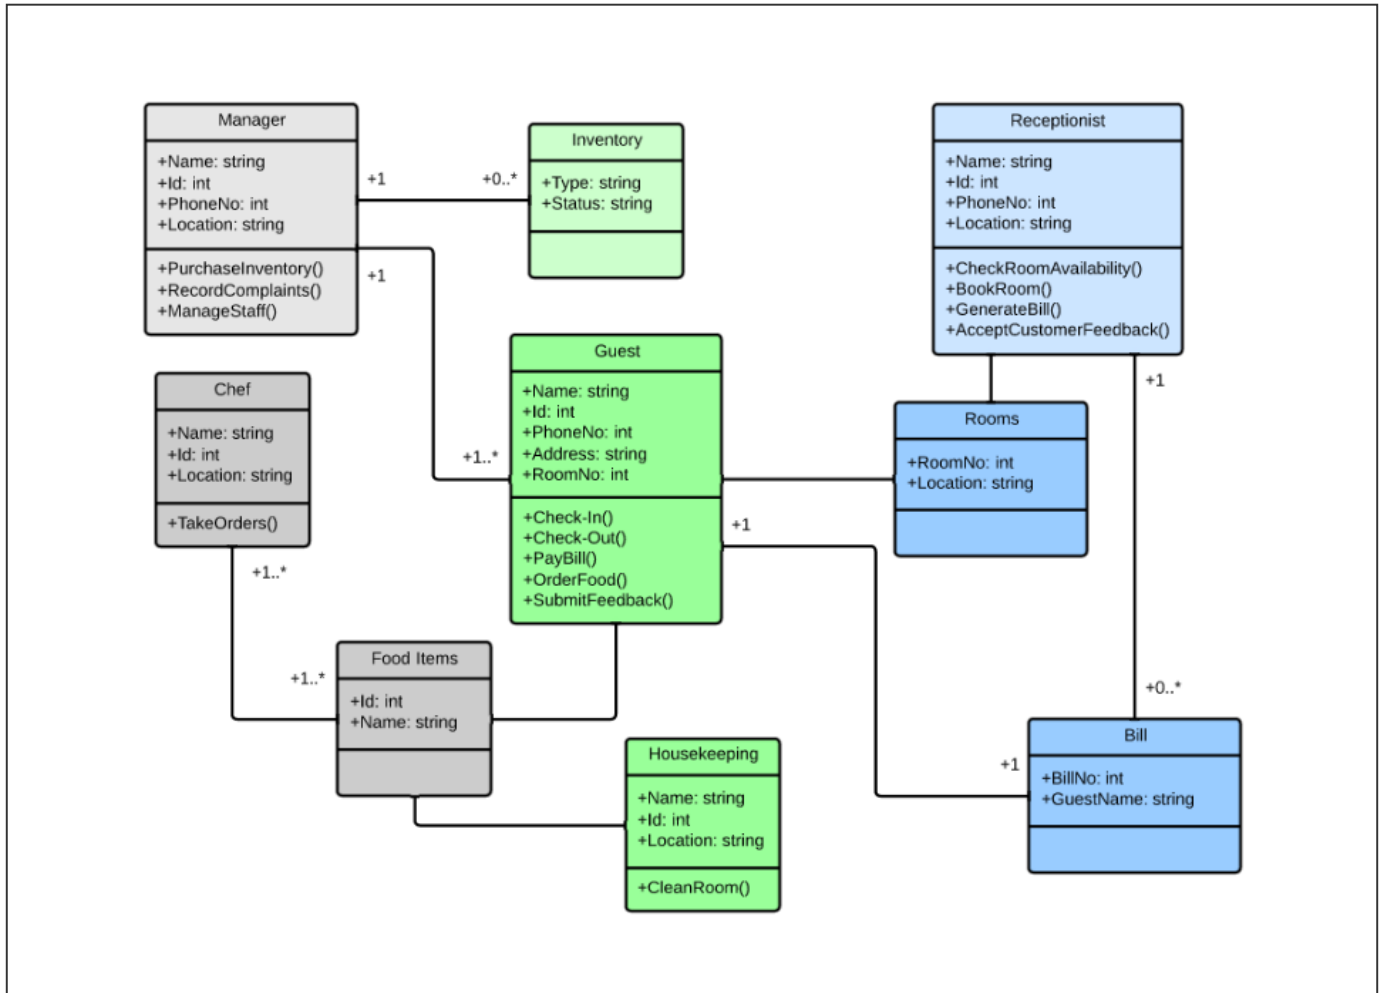 Manager
+Name: string
+Id: int
+PhoneNo: int
+Location: string
+PurchaseInventory()
+RecordComplaints()
+ManageStaff()
+1
+0..*
Inventory
+Type: string
+Status: string
Receptionist
+Name: string
+Id: int
+PhoneNo: int
+Location: string
+CheckRoomAvailability()
+BookRoom()
+GenerateBill()
+AcceptCustomerFeedback()
+1
+1..*
Guest
+Name: string
+Id: int
+PhoneNo: int
+Address: string
+RoomNo: int
+Check-In()
+Check-Out()
+PayBill()
+OrderFood()
+SubmitFeedback()
+1
Rooms
+RoomNo: int
+Location: string
+1
Chef
+Name: string
+Id: int
+Location: string
+TakeOrders()
+1..*
+1..*
Food Items
+Id: int
+Name: string
Housekeeping
+Name: string
+Id: int
+Location: string
+CleanRoom()
+0..*
+1
Bill
+BillNo: int
+GuestName: string